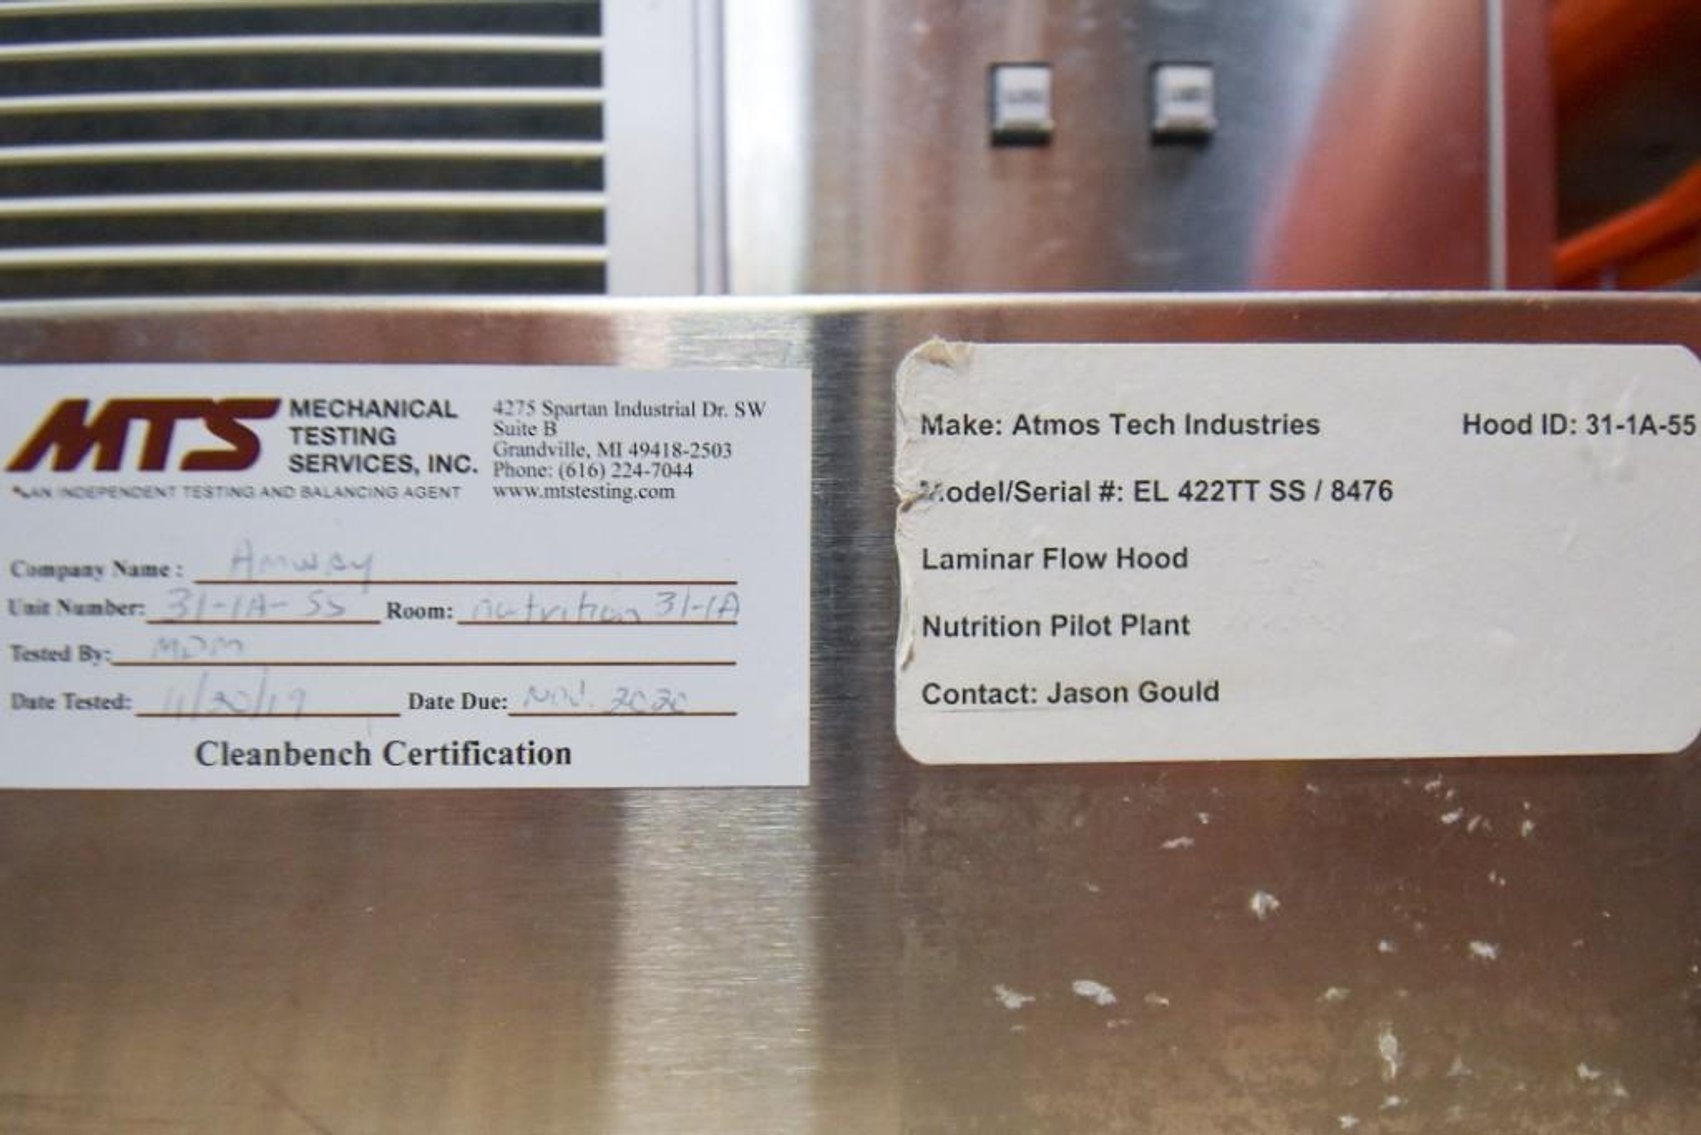 MTS
MECHANICAL
TESTING
SERVICES, INC.
AN INDEPENDENT TESTING AND BALANCING AGENT
4275 Spartan Industrial Dr. SW
Suite B
Grandville, MI 49418-2503
Phone: (616) 224-7044
www.mtstesting.com
Company Name: Amway
Unit Number: 31-1A-55 Room: nutrition 31-1A
Tested By: MDM
Date Tested: 11/20/19 Date Due: Nov. 2020
Cleanbench Certification
Make: Atmos Tech Industries Hood ID: 31-1A-55
Model/Serial #: EL 422TT SS / 8476
Laminar Flow Hood
Nutrition Pilot Plant
Contact: Jason Gould